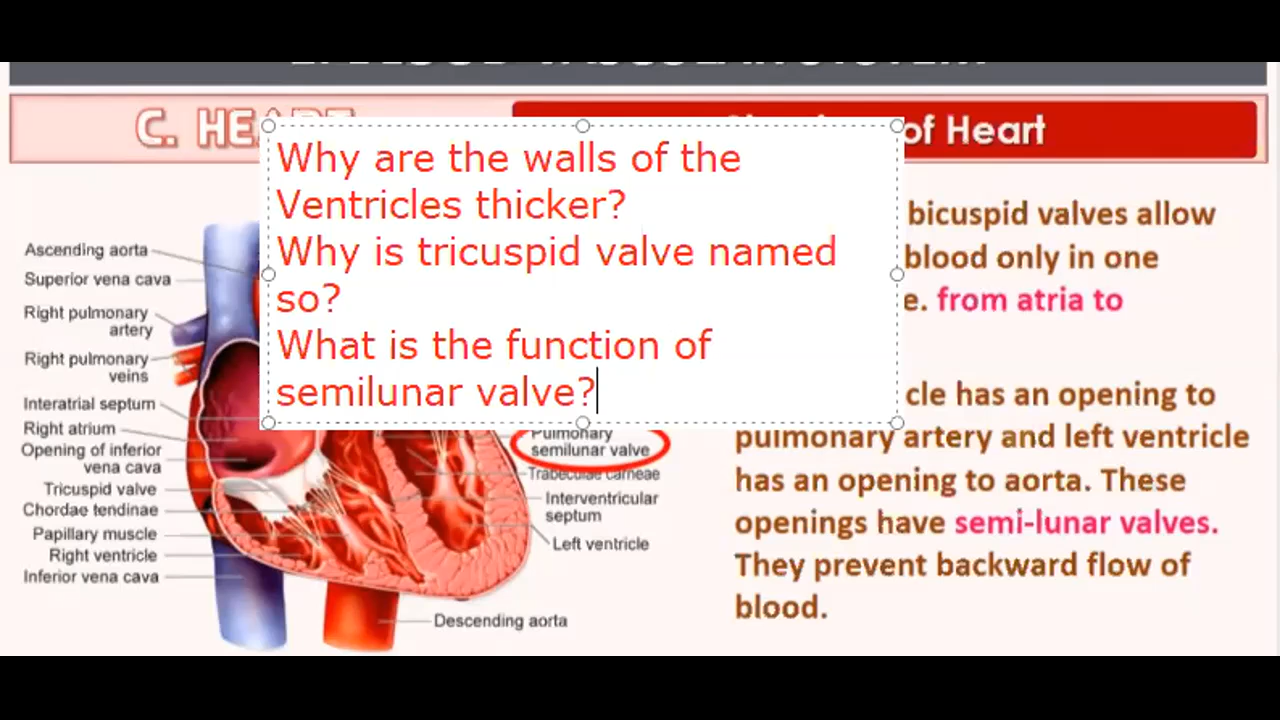 C. HEART
of Heart
Why are the walls of the
Ventricles thicker?
Why is tricuspid valve named
so?
What is the function of
semilunar valve?
bicuspid valves allow
blood only in one
e. from atria to
cle has an opening to
pulmonary artery and left ventricle
has an opening to aorta. These
openings have semi-lunar valves.
They prevent backward flow of
blood.
Ascending aorta
Superior vena cava
Right pulmonary
artery
Right pulmonary
veins
Interatrial septum
Right atrium
Opening of inferior
vena cava
Tricuspid valve
Chordae tendinae
Papillary muscle
Right ventricle
Inferior vena cava
Pulmonary
semilunar valve
Trabeculae carneae
Interventricular
septum
Left ventricle
Descending aorta